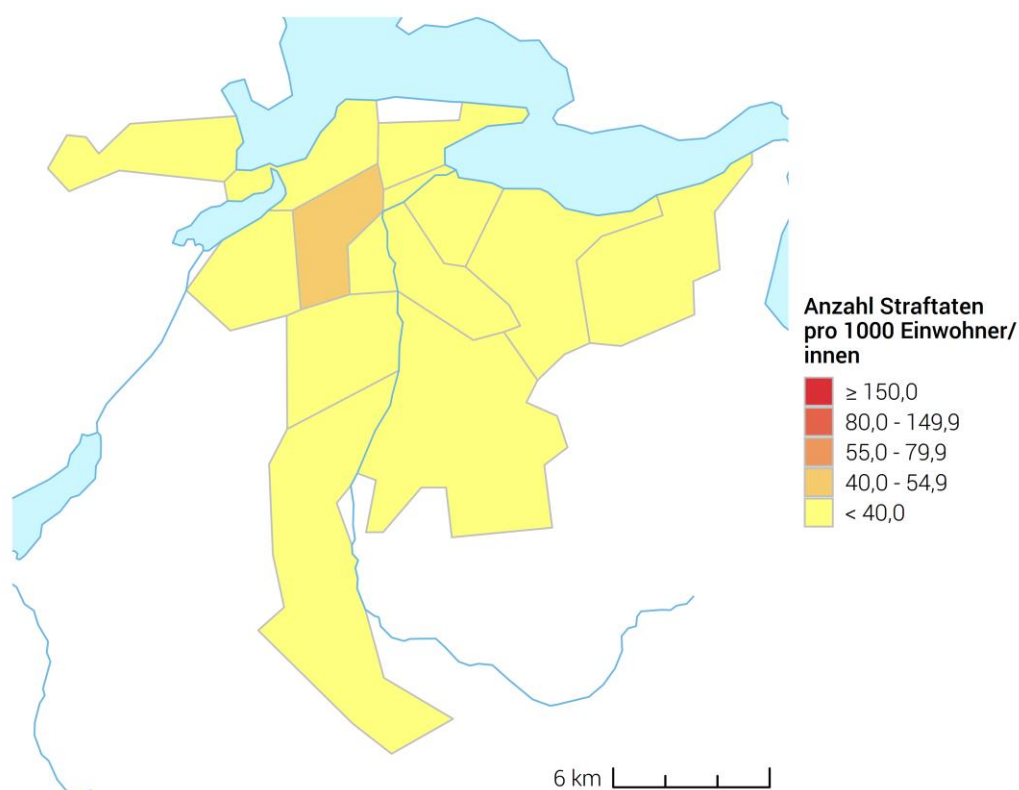 Anzahl Straftaten
pro 1000 Einwohner/
innen
≥ 150,0
80,0 - 149,9
55,0 - 79,9
40,0 - 54,9
< 40,0
6 km